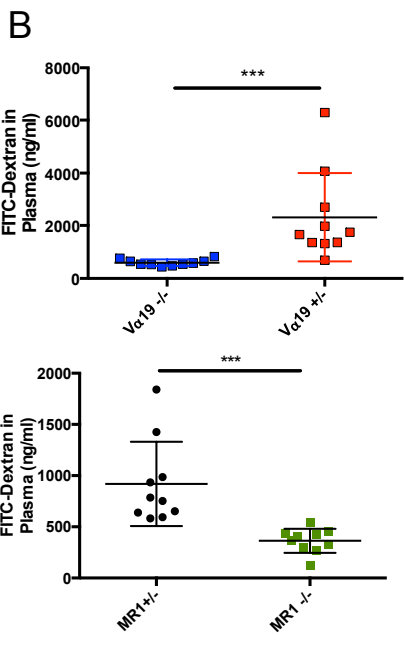 B
FITC-Dextran in
Plasma (ng/ml)
8000
6000
4000
2000
0
***
Vα19 -/-
Vα19 +/-
FITC-Dextran in
Plasma (ng/ml)
2000
1500
1000
500
0
***
MR1+/-
MR1 -/-